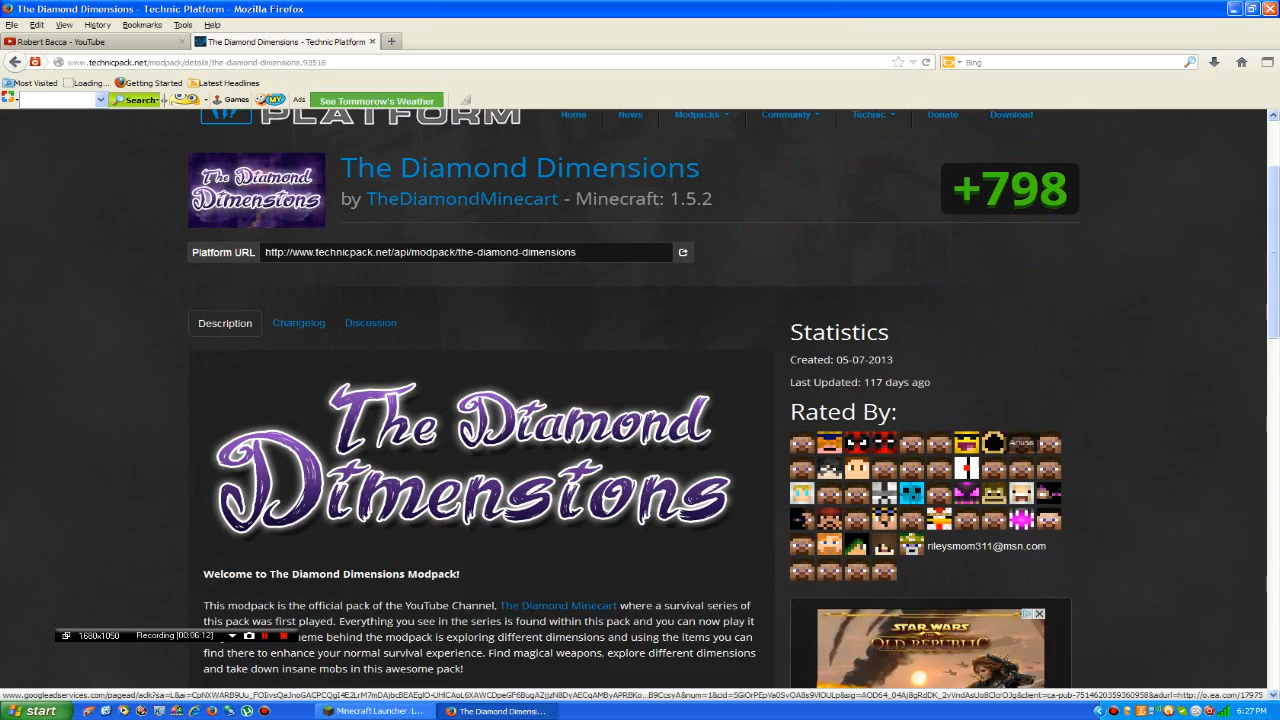 The Diamond Dimensions - Technic Platform - Mozilla Firefox
File Edit View History Bookmarks Tools Help
Robert Bacca - YouTube
The Diamond Dimensions - Technic Platform
www.technicpack.net/modpack/details/the-diamond-dimensions.93516
Bing
Most Visited Loading... Getting Started Latest Headlines
Search Games MY Ads See Tommorow's Weather
PLATFORM
Home News Modpacks Community Technic Donate Download
The Diamond Dimensions
The Diamond Dimensions
by TheDiamondMinecart - Minecraft: 1.5.2
+798
Platform URL http://www.technicpack.net/api/modpack/the-diamond-dimensions
Description Changelog Discussion
Statistics
Created: 05-07-2013
Last Updated: 117 days ago
Rated By:
rileysmom311@msn.com
The Diamond
Dimensions
Welcome to The Diamond Dimensions Modpack!
This modpack is the official pack of the YouTube Channel, The Diamond Minecart where a survival series of
this pack was first played. Everything you see in the series is found within this pack and you can now play it
eme behind the modpack is exploring different dimensions and using the items you can
find there to enhance your normal survival experience. Find magical weapons, explore different dimensions
and take down insane mobs in this awesome pack!
1680x1050 Recording [00:06:12]
STAR WARS
THE OLD REPUBLIC
start
Minecraft Launcher 1...
The Diamond Dimensi...
6:27 PM